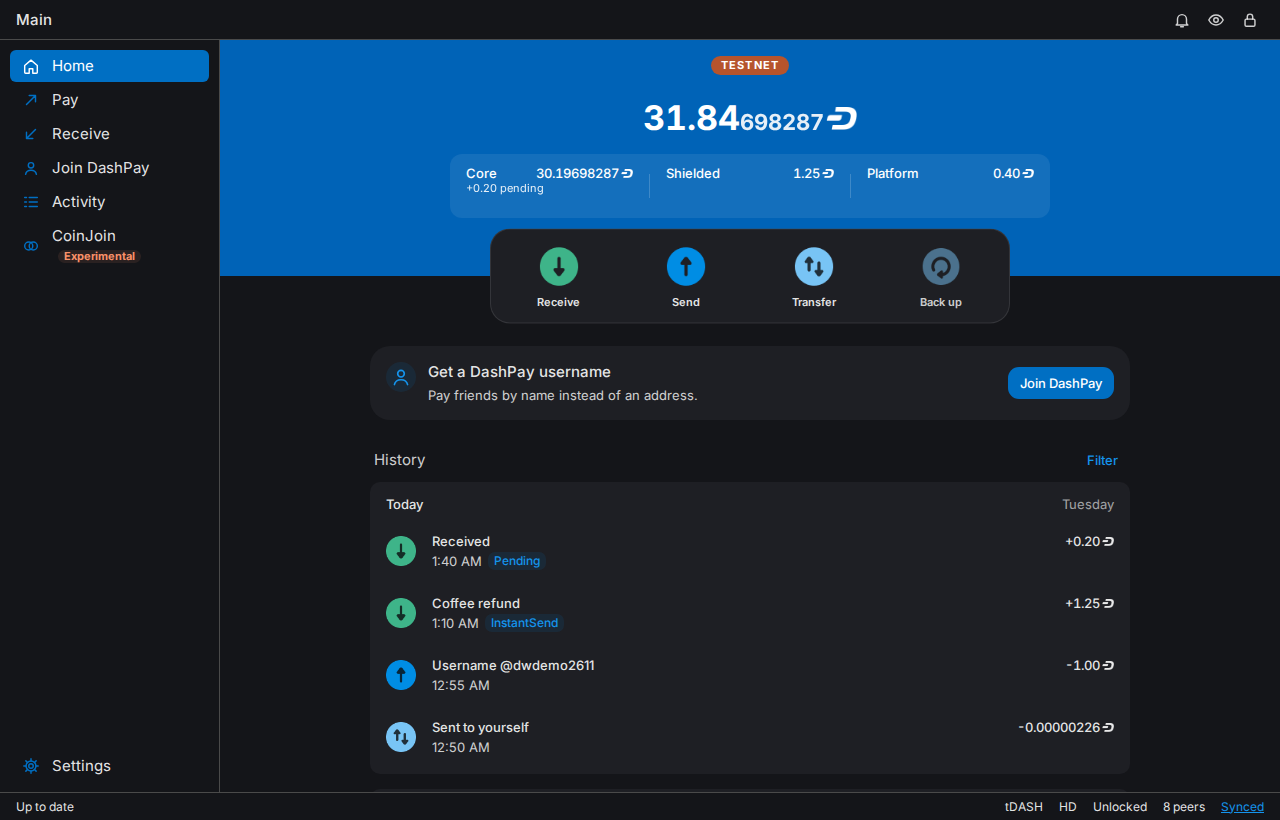 Main
Home
Pay
Receive
Join DashPay
Activity
CoinJoin
Experimental
Settings
TESTNET
31.84698287
Core 30.19698287
+0.20 pending
Shielded 1.25
Platform 0.40
Receive
Send
Transfer
Back up
Get a DashPay username
Pay friends by name instead of an address.
Join DashPay
History
Filter
Today
Tuesday
Received
+0.20
1:40 AM Pending
Coffee refund
+1.25
1:10 AM InstantSend
Username @dwdemo2611
-1.00
12:55 AM
Sent to yourself
-0.00000226
12:50 AM
Up to date
tDASH HD Unlocked 8 peers Synced